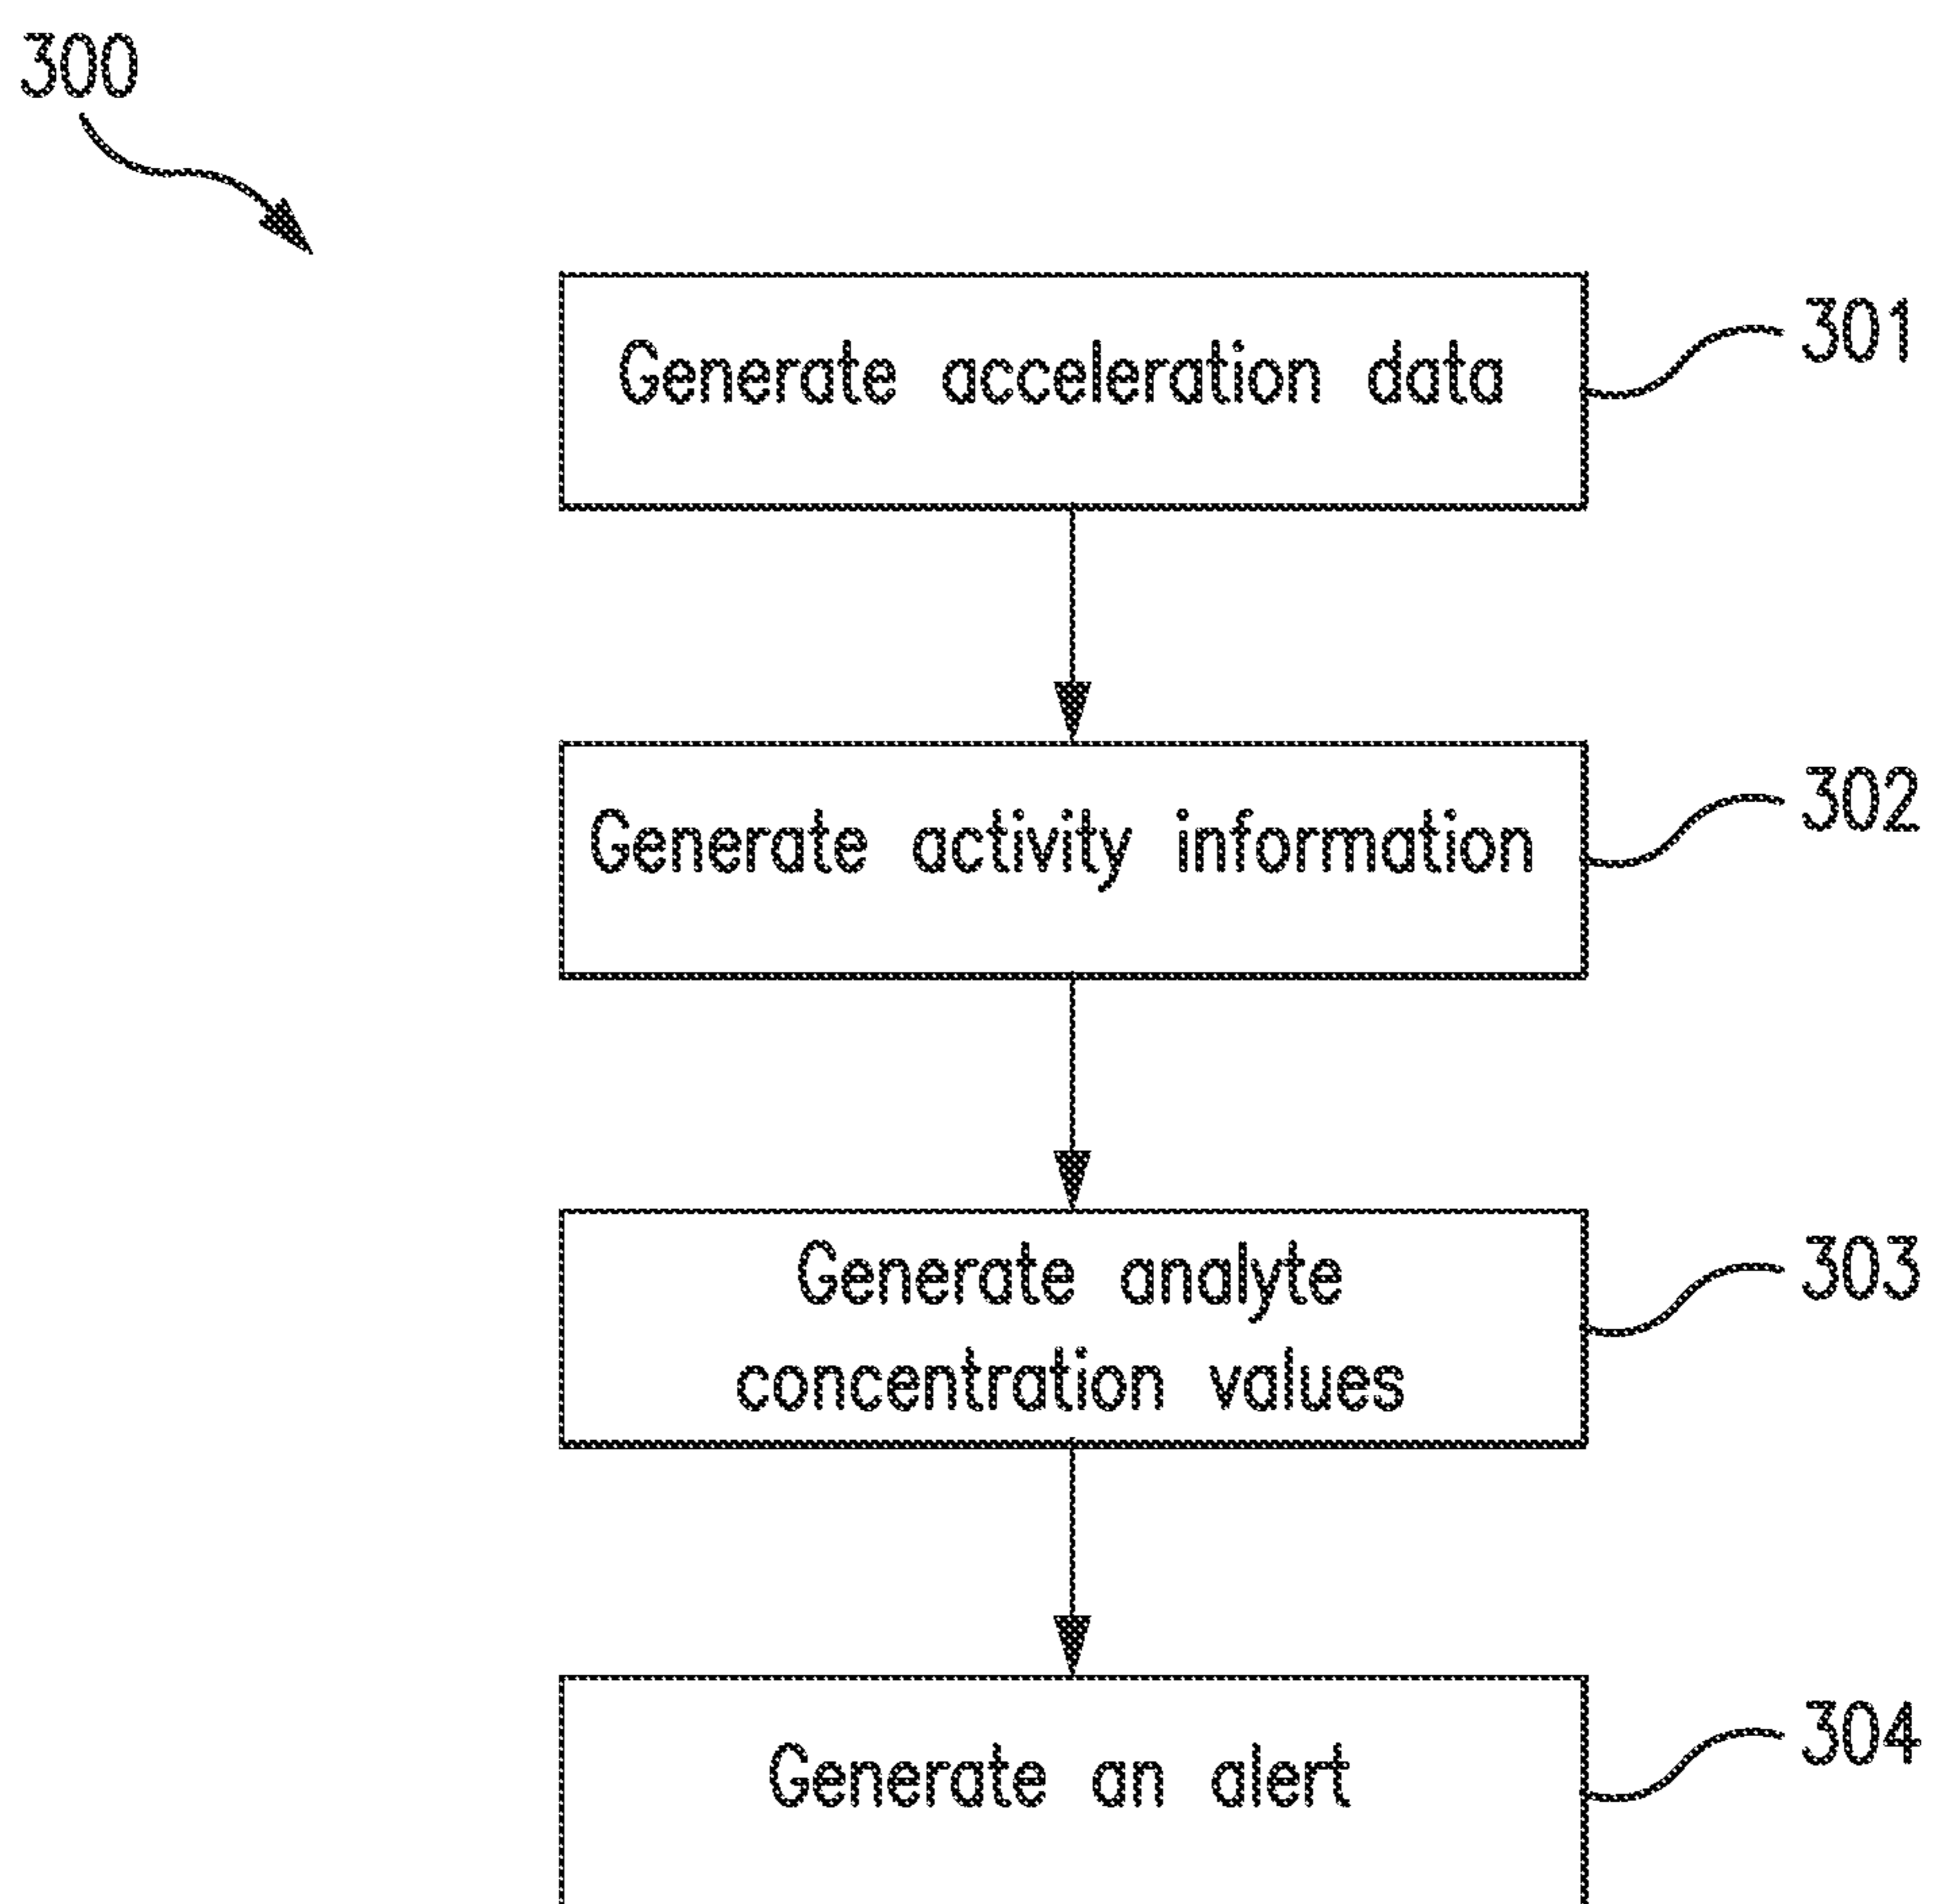 300
Generate acceleration data
301
Generate activity information
302
Generate analyte
concentration values
303
Generate an alert
304